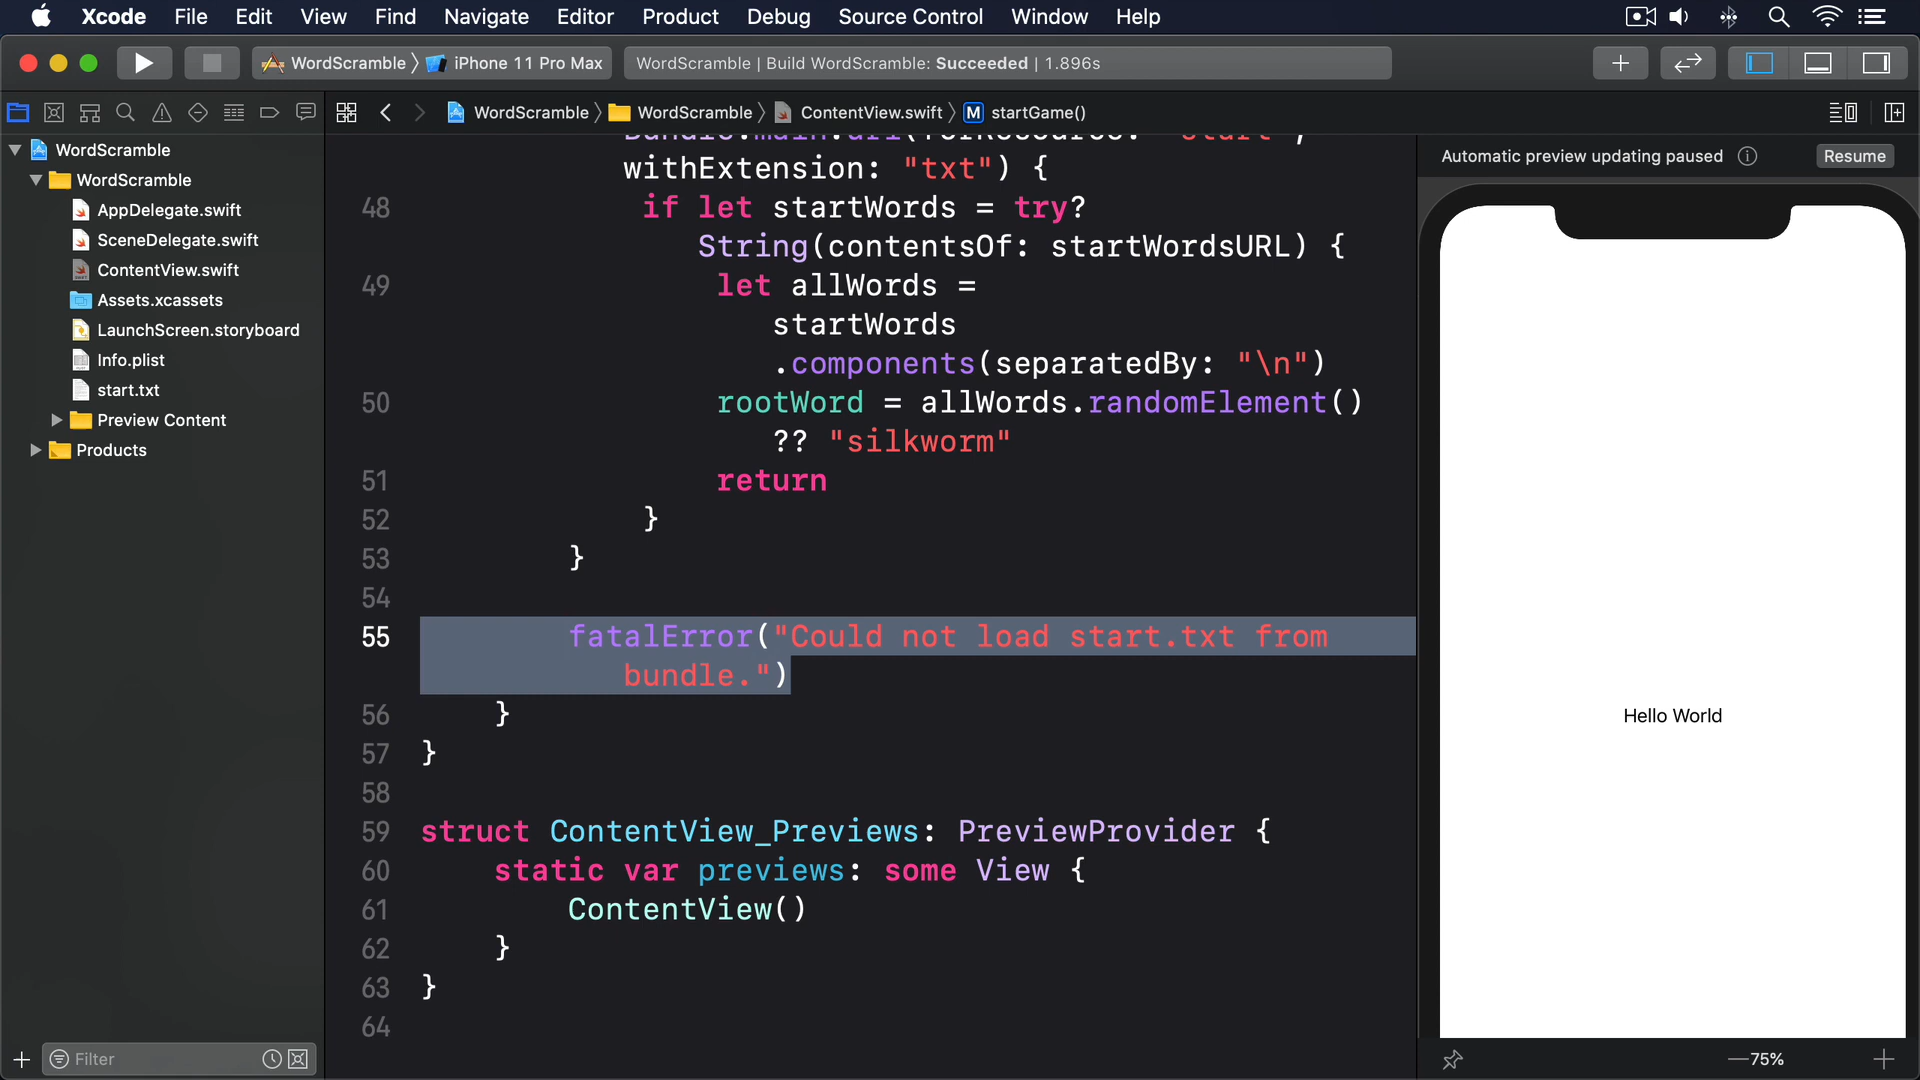 Xcode File Edit View Find Navigate Editor Product Debug Source Control Window Help
WordScramble iPhone 11 Pro Max WordScramble | Build WordScramble: Succeeded | 1.896s
WordScramble WordScramble ContentView.swift M startGame()
WordScramble
WordScramble
AppDelegate.swift
SceneDelegate.swift
ContentView.swift
Assets.xcassets
LaunchScreen.storyboard
Info.plist
start.txt
Preview Content
Products
Filter
Bundle.main.url(forResource: "start",
withExtension: "txt") {
48 if let startWords = try?
String(contentsOf: startWordsURL) {
49 let allWords =
startWords
.components(separatedBy: "\n")
50 rootWord = allWords.randomElement()
?? "silkworm"
51 return
52 }
53 }
54
55 fatalError("Could not load start.txt from
bundle.")
56 }
57 }
58
59 struct ContentView_Previews: PreviewProvider {
60 static var previews: some View {
61 ContentView()
62 }
63 }
64
Automatic preview updating paused Resume
Hello World
75%